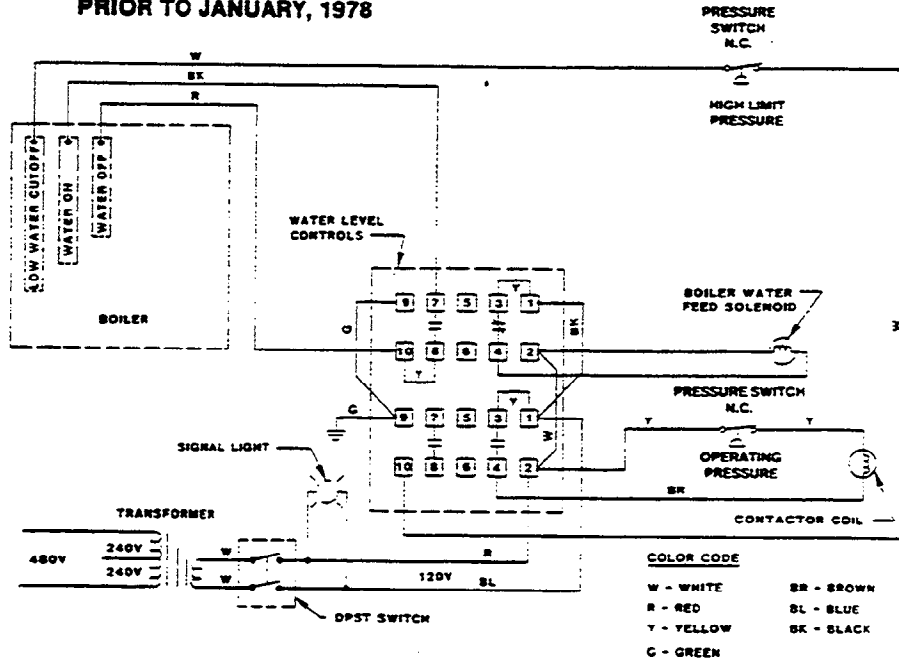 PRIOR TO JANUARY, 1978
PRESSURE
SWITCH
N.C.
HIGH LIMIT
PRESSURE
W
BK
R
LOW WATER CUTOFF
WATER ON
WATER OFF
BOILER
WATER LEVEL
CONTROLS
9 7 5 3 1
Y
G
BK
10 8 6 4 2
Y
BOILER WATER
FEED SOLENOID
W
G
9 7 5 3 1
Y
W
10 8 6 4 2
PRESSURE SWITCH
N.C.
Y
Y
OPERATING
PRESSURE
BR
CONTACTOR COIL
SIGNAL LIGHT
TRANSFORMER
480V
240V
240V
W
W
R
120V
BL
DPST SWITCH
COLOR CODE
W - WHITE
R - RED
Y - YELLOW
G - GREEN
BR - BROWN
BL - BLUE
BK - BLACK